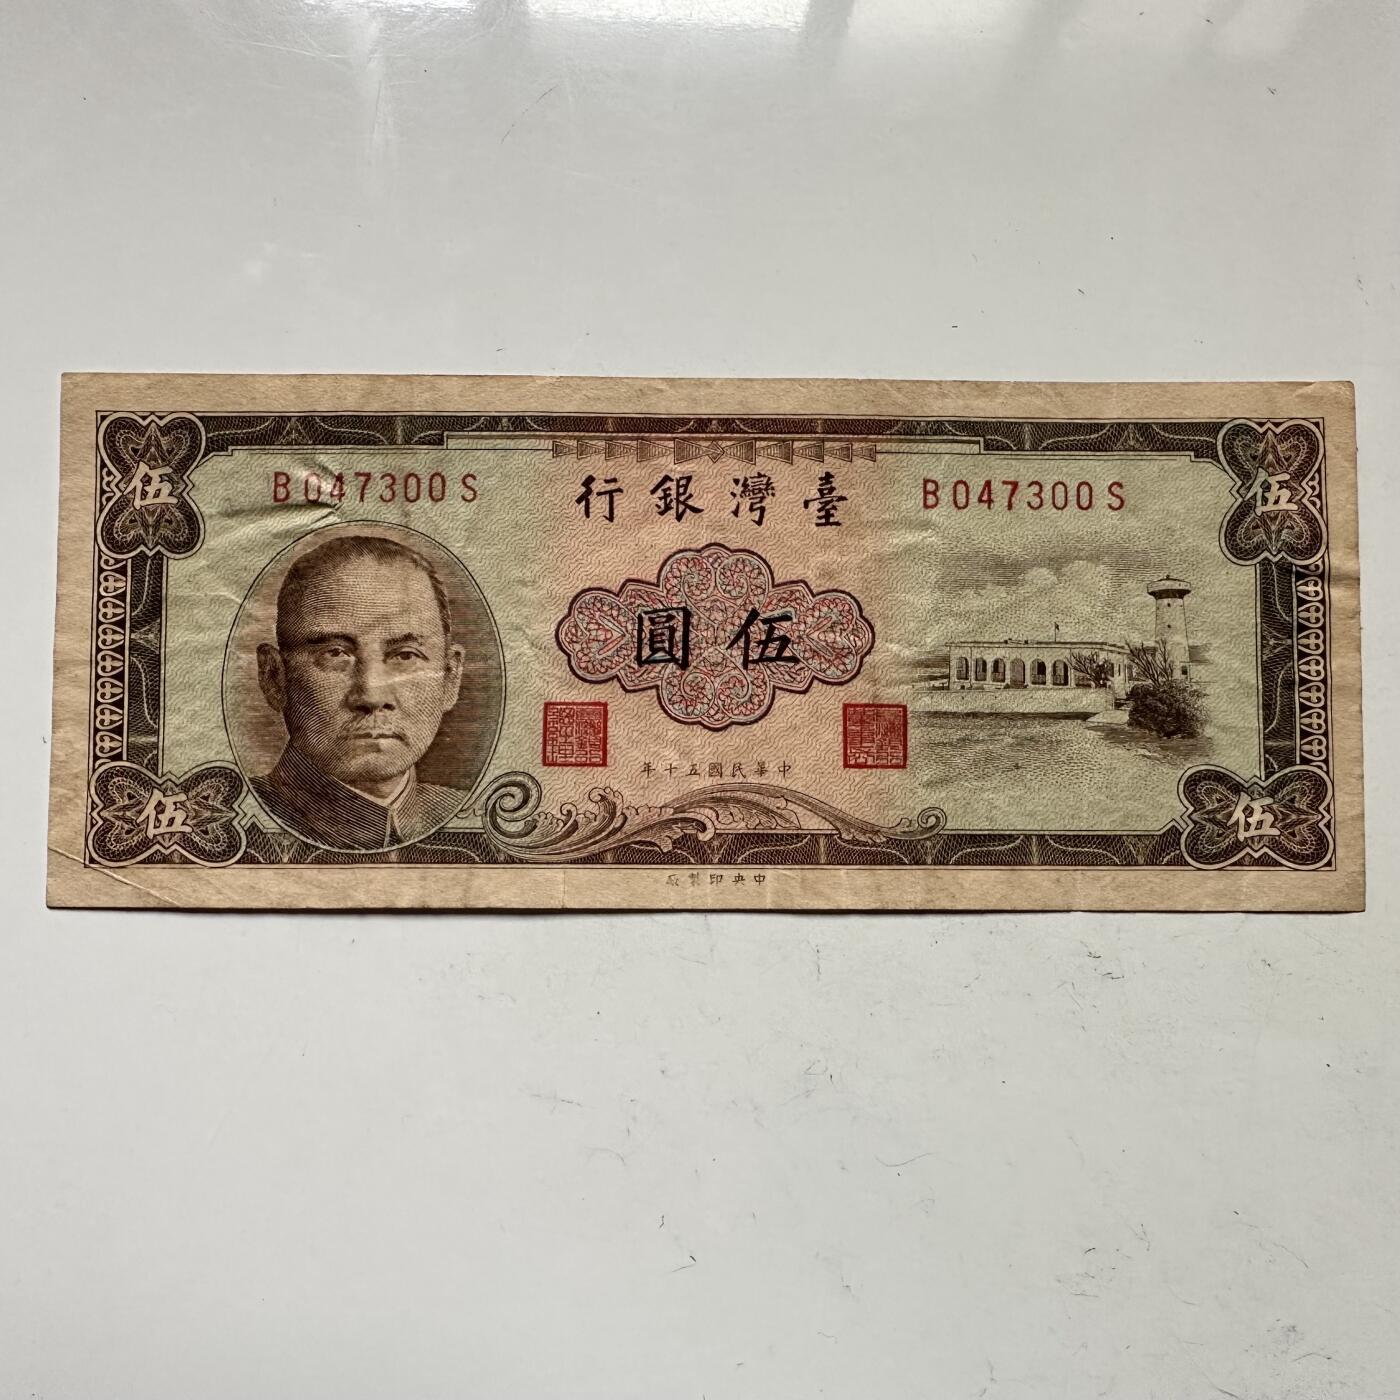 伍
伍
B047300S
臺灣銀行
B047300S
伍圓
中華民國五十年
伍
伍
中央印製廠